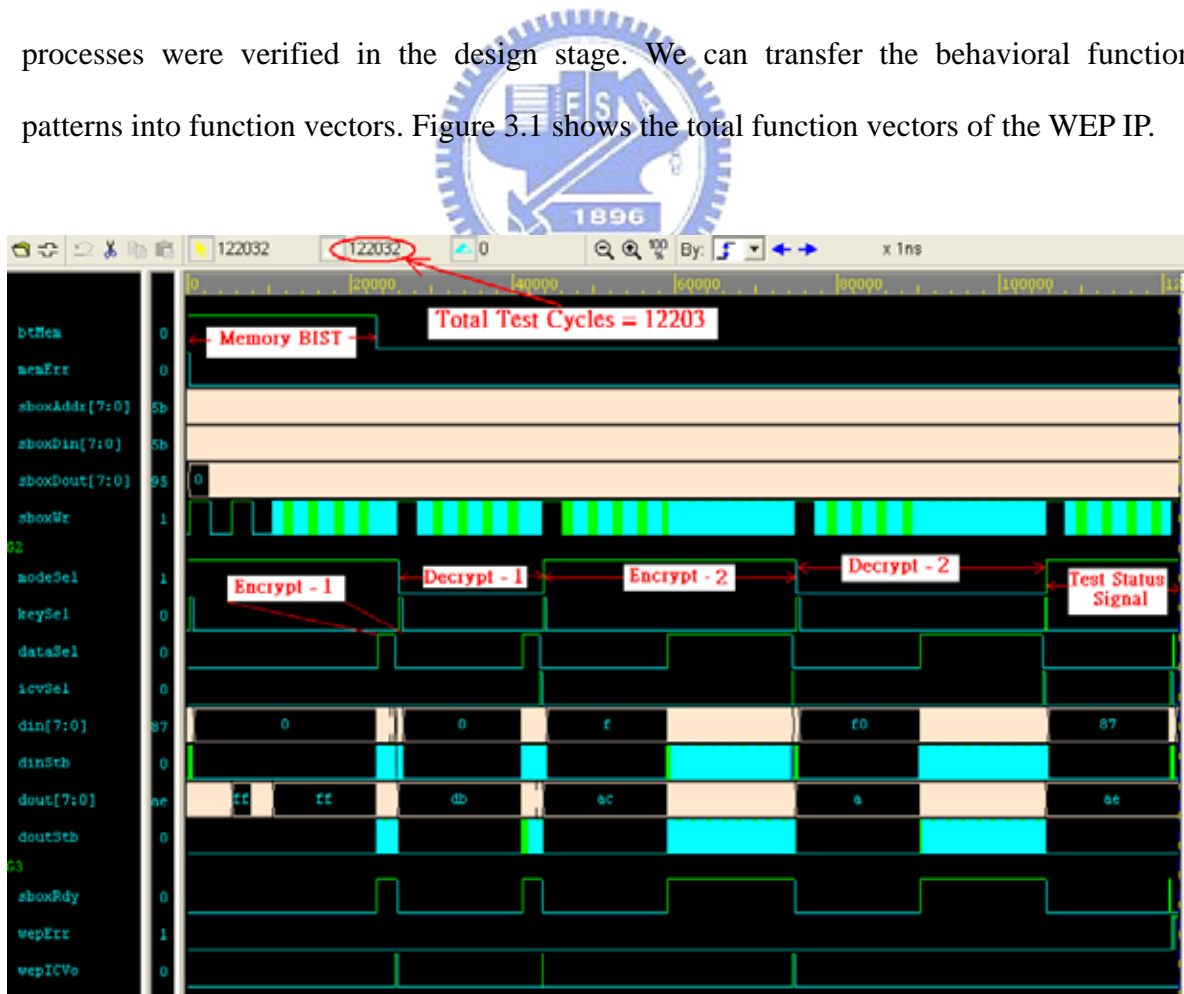 processes were verified in the design stage. We can transfer the behavioral function
patterns into function vectors. Figure 3.1 shows the total function vectors of the WEP IP.
E S A
1896
122032 122032 0 By: x 1ns
0 20000 40000 60000 80000 100000 12
Total Test Cycles = 12203
btMem 0
Memory BIST
memErr 0
sboxAddr[7:0] 5b
sboxDin[7:0] 5b
sboxDout[7:0] 95 0
sboxWr 1
G2
modeSel 1
Encrypt - 1 Decrypt - 1 Encrypt - 2 Decrypt - 2 Test Status
Signal
keySel 0
dataSel 0
icvSel 0
din[7:0] 87 0 0 f f0 87
dinStb 0
dout[7:0] ae ff ff db ac a ae
doutStb 0
G3
sboxRdy 0
wepErr 1
wepICVo 0